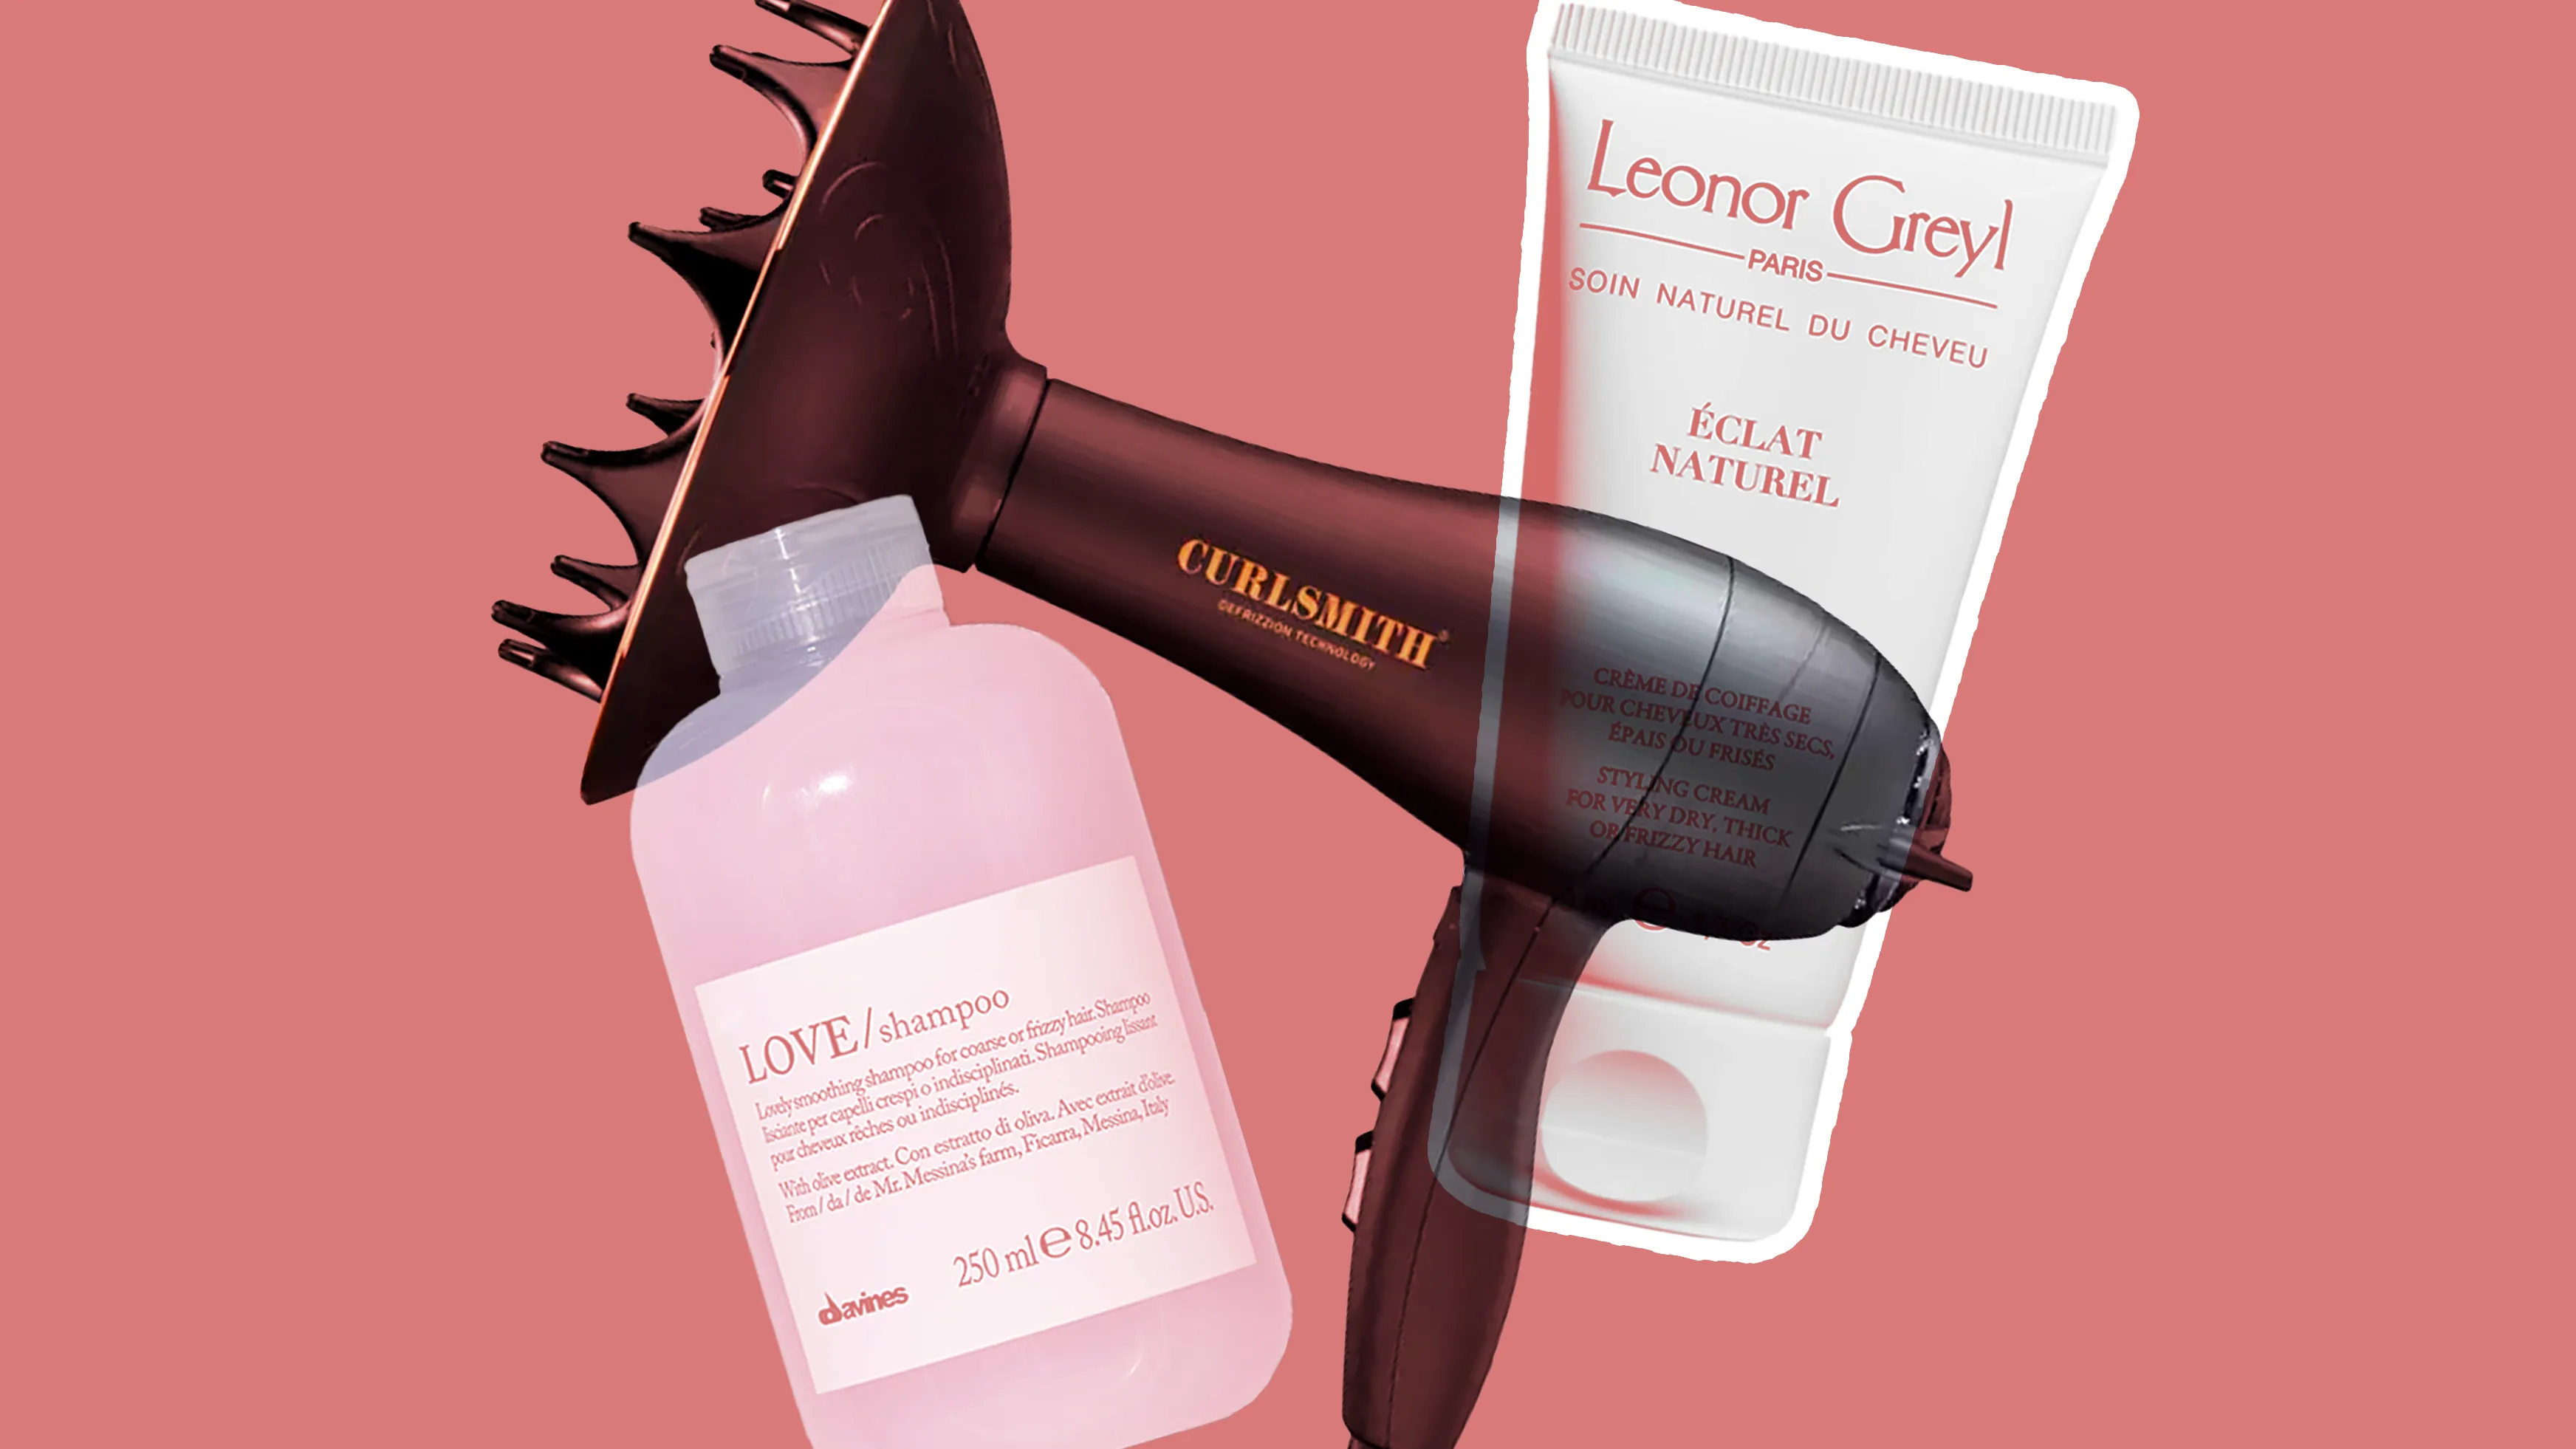 Leonor Greyl
PARIS
SOIN NATUREL DU CHEVEU
ÉCLAT
NATUREL
CRÈME DE COIFFAGE
POUR CHEVEUX TRÈS SECS,
ÉPAIS OU FRISÉS
STYLING CREAM
FOR VERY DRY, THICK
OR FRIZZY HAIR
CURLSMITH®
DEFRIZZION TECHNOLOGY
LOVE/shampoo
Lovely smoothing shampoo for coarse or frizzy hair. Shampoo
lisciante per capelli crespi o indisciplinati. Shampooing lissant
pour cheveux rêches ou indisciplinés.
With olive extract. Con estratto di oliva. Avec extrait d'olive.
From / da / de Mr. Messina's farm, Ficarra, Messina, Italy
250 ml ℮ 8.45 fl.oz. U.S.
davines